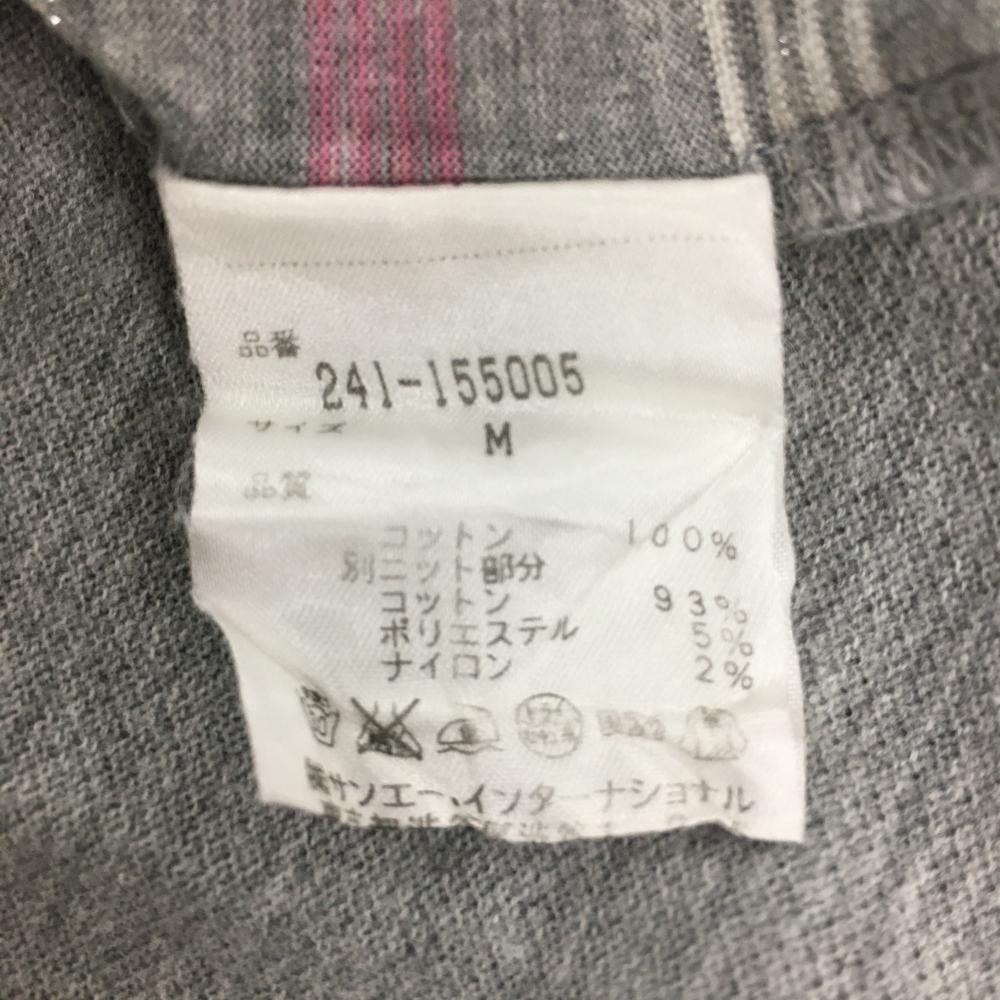 品番
241-155005
サイズ M
品質
コットン 100%
別ニット部分
コットン 93%
ポリエステル 5%
ナイロン 2%
サンエー・インターナショナル